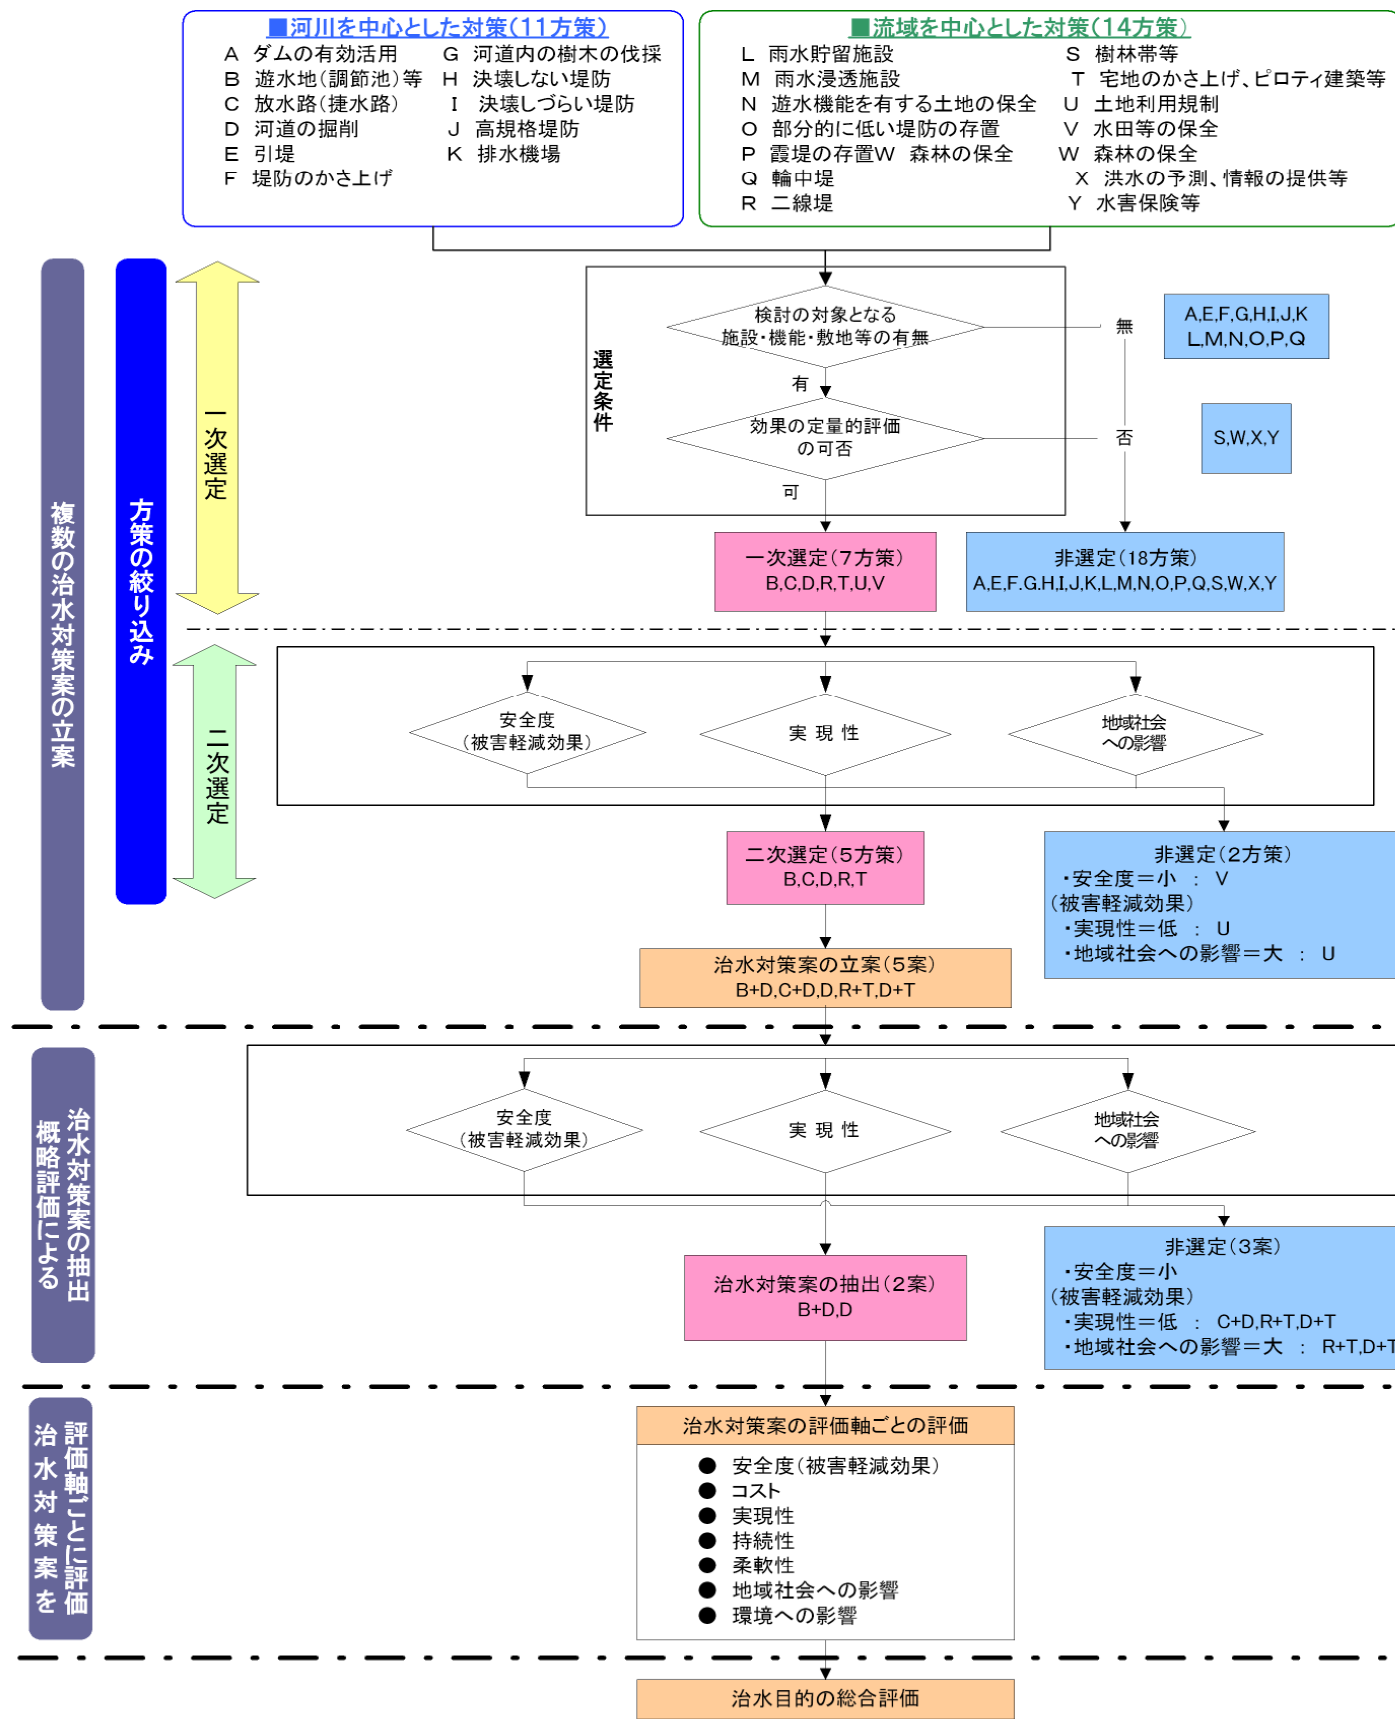 ■河川を中心とした対策(11方策)
A ダムの有効活用
B 遊水地(調節池)等
C 放水路(捷水路)
D 河道の掘削
E 引堤
F 堤防のかさ上げ
G 河道内の樹木の伐採
H 決壊しない堤防
I 決壊しづらい堤防
J 高規格堤防
K 排水機場
■流域を中心とした対策(14方策)
L 雨水貯留施設
M 雨水浸透施設
N 遊水機能を有する土地の保全
O 部分的に低い堤防の存置
P 霞堤の存置W 森林の保全
Q 輪中堤
R 二線堤
S 樹林帯等
T 宅地のかさ上げ、ピロティ建築等
U 土地利用規制
V 水田等の保全
W 森林の保全
X 洪水の予測、情報の提供等
Y 水害保険等
複数の治水対策案の立案
方策の絞り込み
一次選定
選定条件
検討の対象となる
施設・機能・敷地等の有無
無
A,E,F,G,H,I,J,K
L,M,N,O,P,Q
有
効果の定量的評価
の可否
否
S,W,X,Y
可
一次選定(7方策)
B,C,D,R,T,U,V
非選定(18方策)
A,E,F.G.H,I,J,K,L,M,N,O,P,Q,S,W,X,Y
二次選定
安全度
(被害軽減効果)
実 現 性
地域社会
への影響
二次選定(5方策)
B,C,D,R,T
非選定(2方策)
・安全度=小 : V
(被害軽減効果)
・実現性=低 : U
・地域社会への影響=大 : U
治水対策案の立案(5案)
B+D,C+D,D,R+T,D+T
概略評価による
治水対策案の抽出
安全度
(被害軽減効果)
実 現 性
地域社会
への影響
治水対策案の抽出(2案)
B+D,D
非選定(3案)
・安全度=小
(被害軽減効果)
・実現性=低 : C+D,R+T,D+T
・地域社会への影響=大 : R+T,D+T
治水対策案を
評価軸ごとに評価
治水対策案の評価軸ごとの評価
● 安全度(被害軽減効果)
● コスト
● 実現性
● 持続性
● 柔軟性
● 地域社会への影響
● 環境への影響
治水目的の総合評価